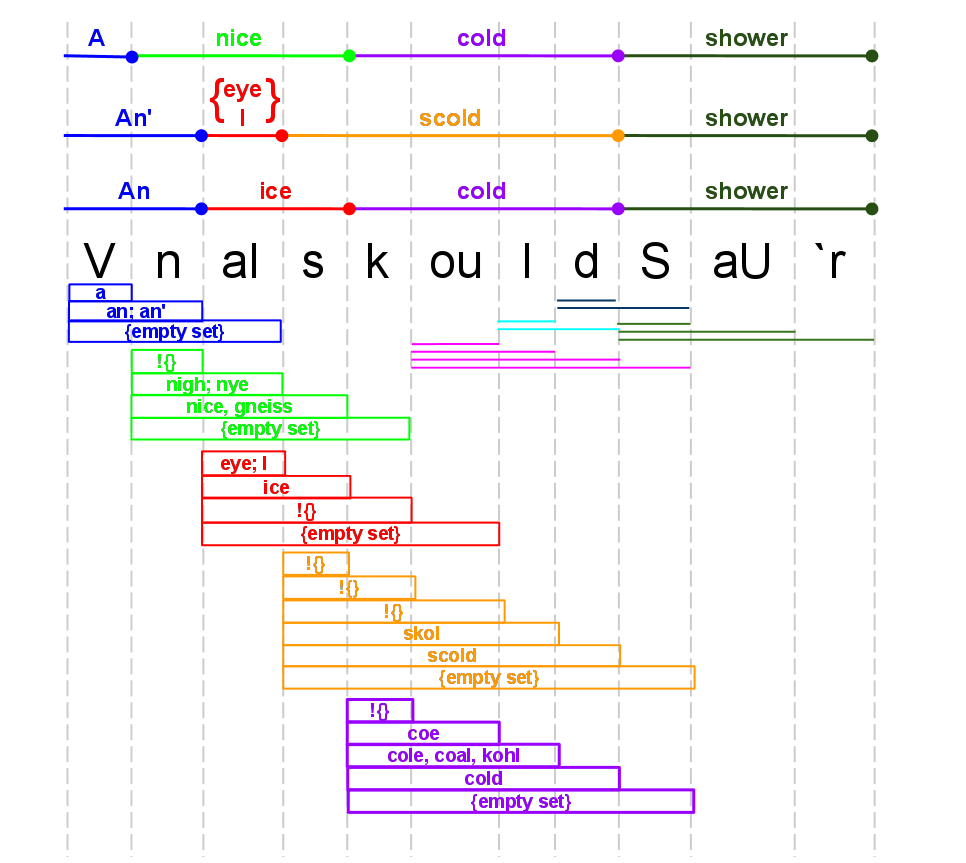 A nice cold shower
{eye
I}
An' scold shower
An ice cold shower
V n aI s k ou l d S aU `r
a
an; an'
{empty set}
!{}
nigh; nye
nice, gneiss
{empty set}
eye; I
ice
!{}
{empty set}
!{}
!{}
!{}
skol
scold
{empty set}
!{}
coe
cole, coal, kohl
cold
{empty set}